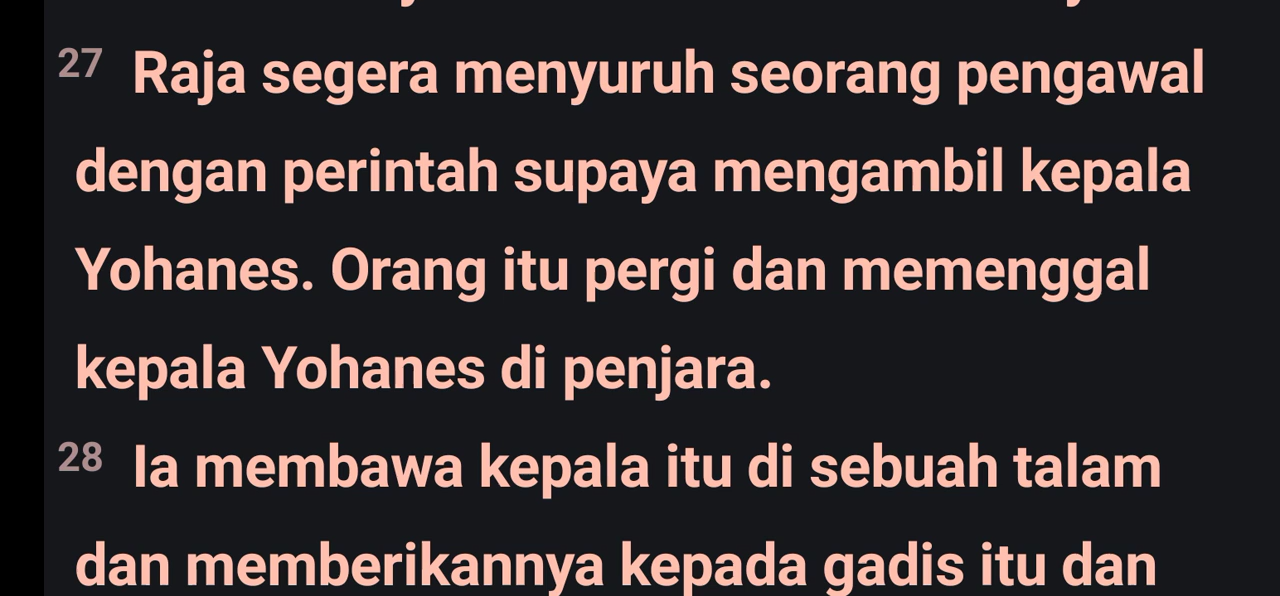 27 Raja segera menyuruh seorang pengawal
dengan perintah supaya mengambil kepala
Yohanes. Orang itu pergi dan memenggal
kepala Yohanes di penjara.
28 Ia membawa kepala itu di sebuah talam
dan memberikannya kepada gadis itu dan